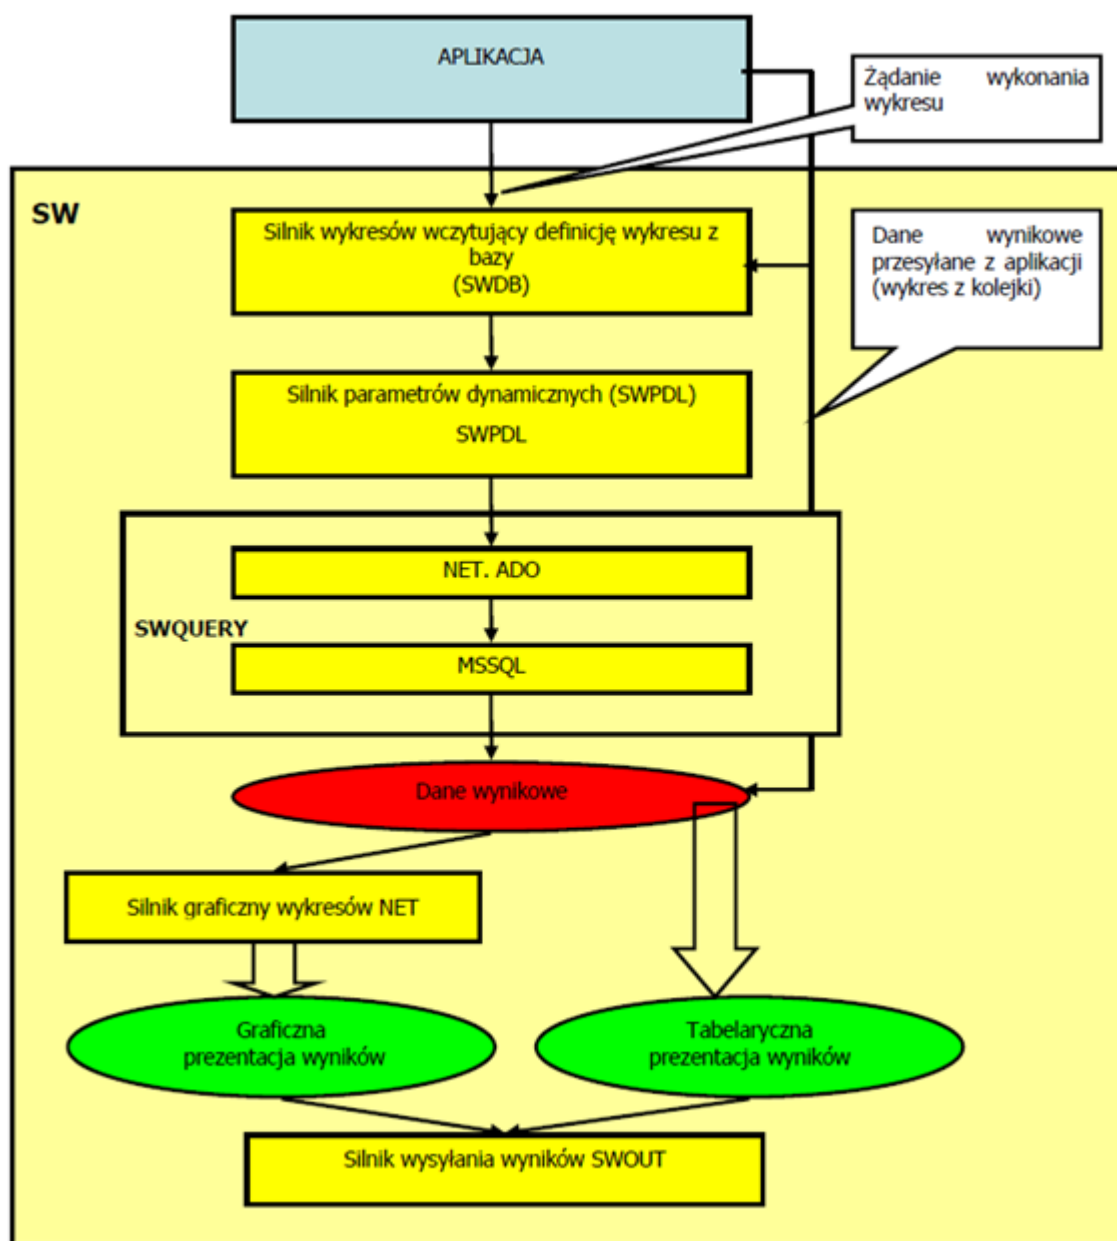 APLIKACJA
Żądanie wykonania
wykresu
SW
Silnik wykresów wczytujący definicję wykresu z
bazy
(SWDB)
Dane wynikowe
przesyłane z aplikacji
(wykres z kolejki)
Silnik parametrów dynamicznych (SWPDL)
SWPDL
NET. ADO
SWQUERY
MSSQL
Dane wynikowe
Silnik graficzny wykresów NET
Graficzna
prezentacja wyników
Tabelaryczna
prezentacja wyników
Silnik wysyłania wyników SWOUT